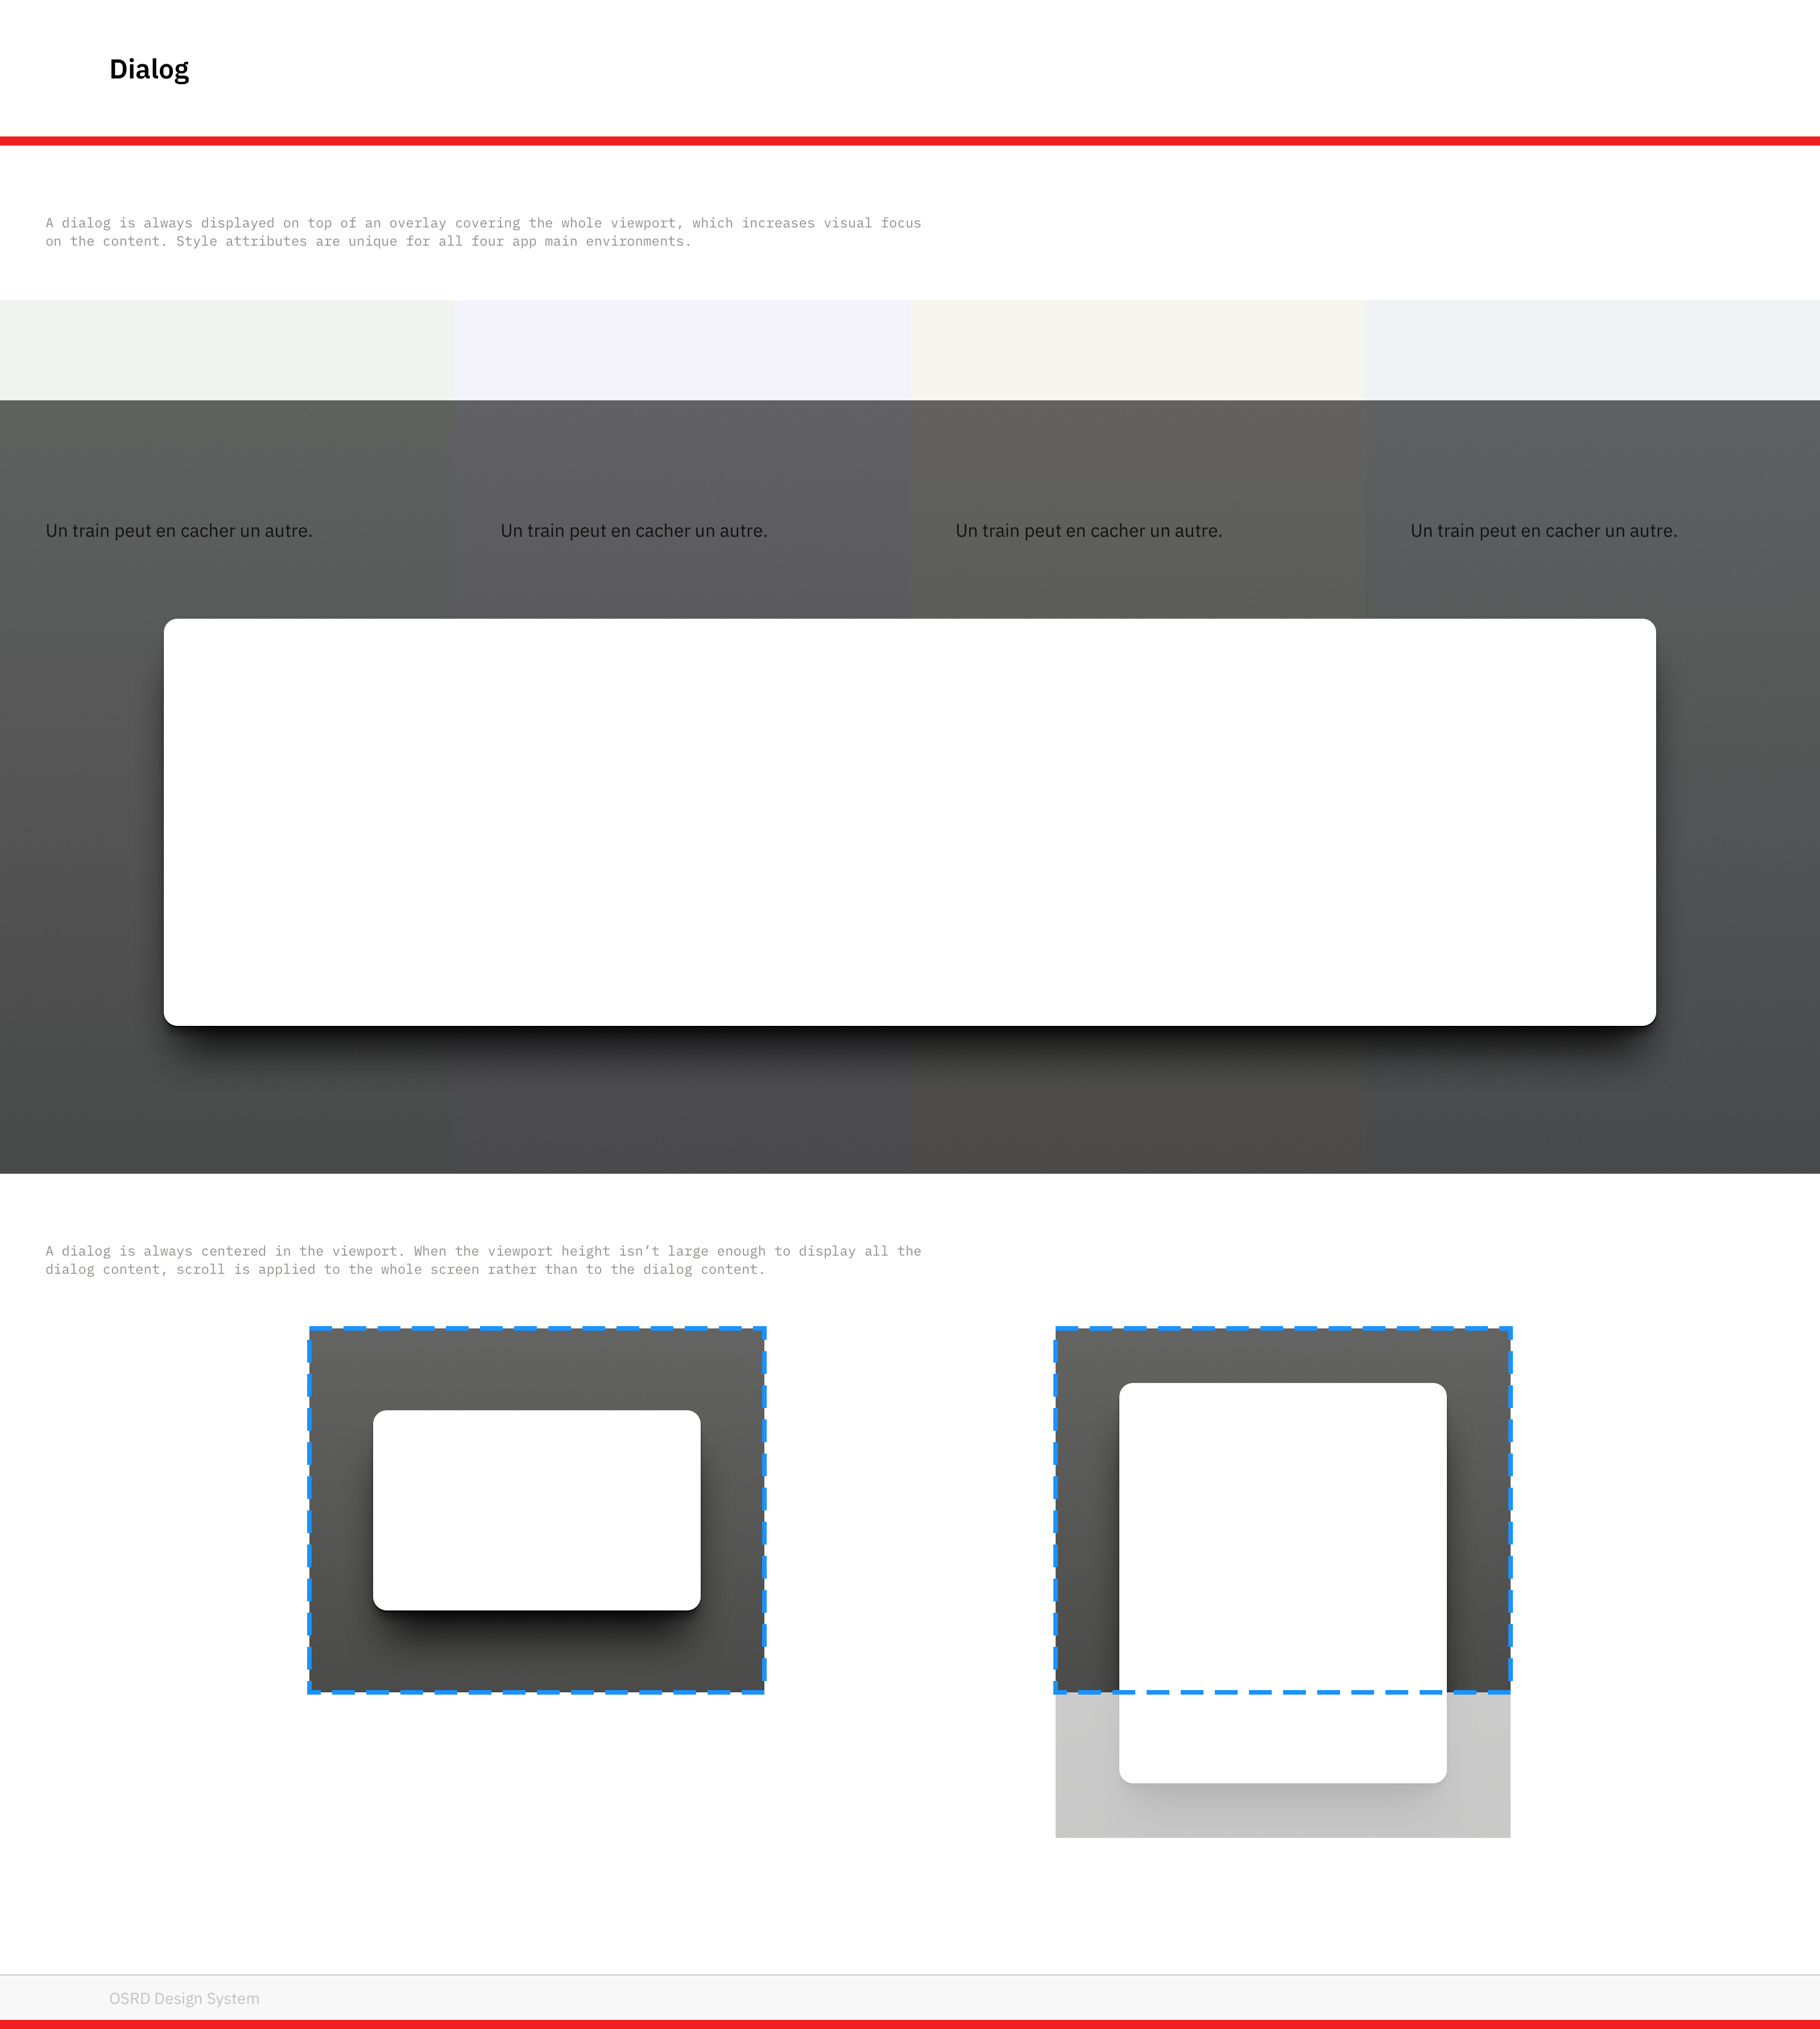 Dialog
A dialog is always displayed on top of an overlay covering the whole viewport, which increases visual focus
on the content. Style attributes are unique for all four app main environments.
Un train peut en cacher un autre.
Un train peut en cacher un autre.
Un train peut en cacher un autre.
Un train peut en cacher un autre.
A dialog is always centered in the viewport. When the viewport height isn’t large enough to display all the
dialog content, scroll is applied to the whole screen rather than to the dialog content.
OSRD Design System